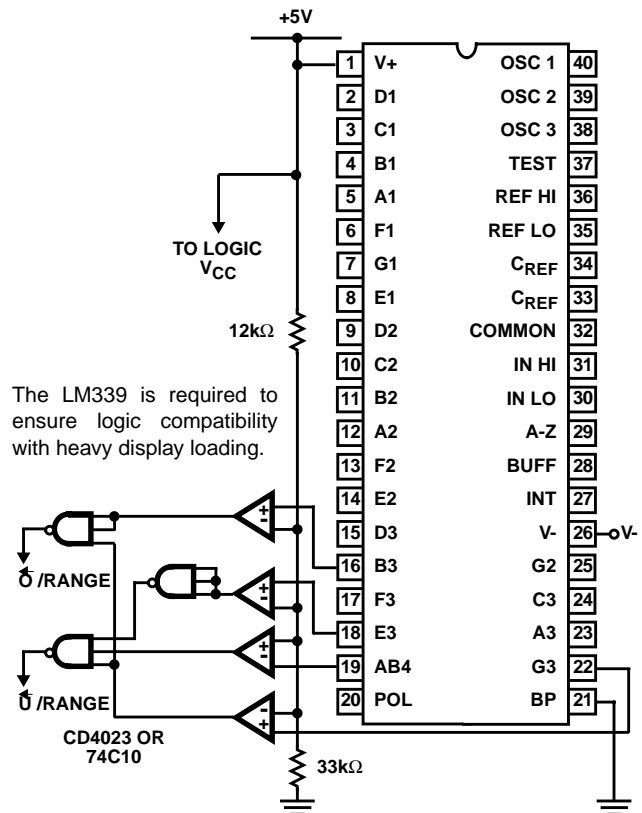 +5V
1 V+ OSC 1 40
2 D1 OSC 2 39
3 C1 OSC 3 38
4 B1 TEST 37
5 A1 REF HI 36
6 F1 REF LO 35
7 G1 CREF 34
8 E1 CREF 33
9 D2 COMMON 32
10 C2 IN HI 31
11 B2 IN LO 30
12 A2 A-Z 29
13 F2 BUFF 28
14 E2 INT 27
15 D3 V- 26 V-
16 B3 G2 25
17 F3 C3 24
18 E3 A3 23
19 AB4 G3 22
20 POL BP 21
TO LOGIC
VCC
12kΩ
The LM339 is required to
ensure logic compatibility
with heavy display loading.
+
-
+
-
+
-
-
+
O /RANGE
U /RANGE
CD4023 OR
74C10
33kΩ